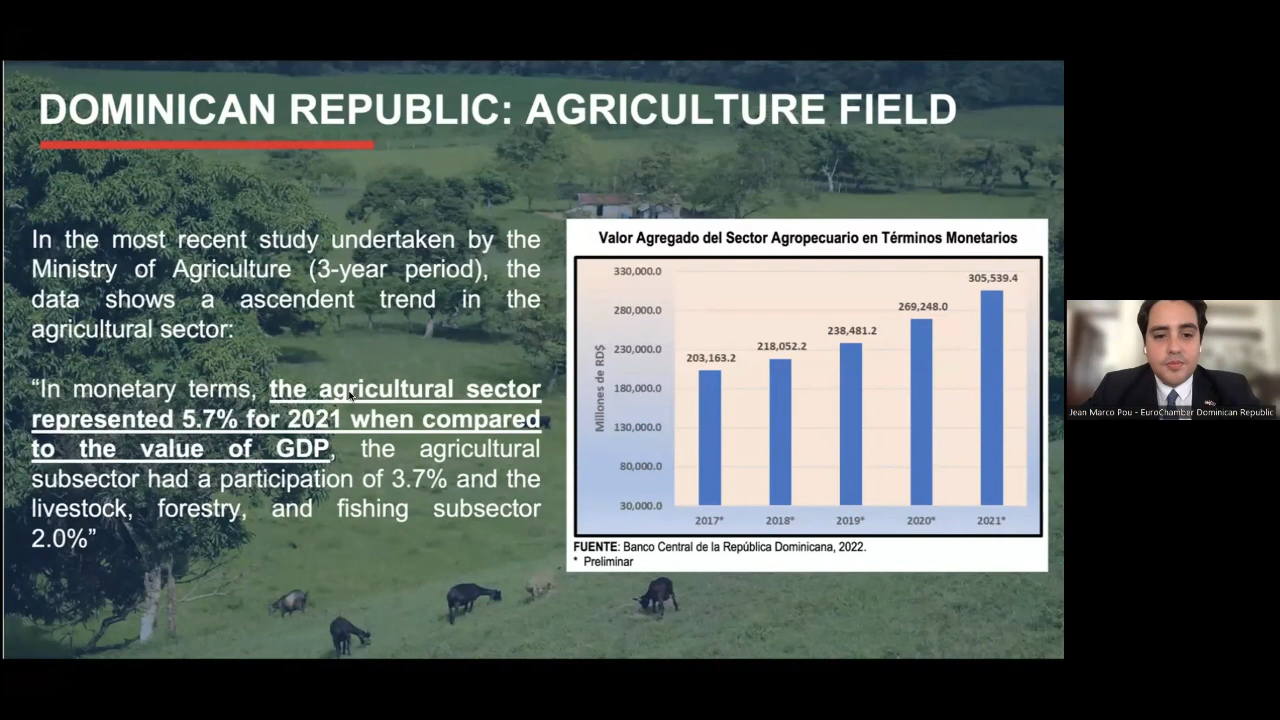 DOMINICAN REPUBLIC: AGRICULTURE FIELD
In the most recent study undertaken by the
Ministry of Agriculture (3-year period), the
data shows a ascendent trend in the
agricultural sector:
“In monetary terms, the agricultural sector
represented 5.7% for 2021 when compared
to the value of GDP, the agricultural
subsector had a participation of 3.7% and the
livestock, forestry, and fishing subsector
2.0%”
Valor Agregado del Sector Agropecuario en Términos Monetarios
Millones de RD$
330,000.0
280,000.0
230,000.0
180,000.0
130,000.0
80,000.0
30,000.0
203,163.2
218,052.2
238,481.2
269,248.0
305,539.4
2017*
2018*
2019*
2020*
2021*
FUENTE: Banco Central de la República Dominicana, 2022.
* Preliminar
Jean Marco Pou - EuroChamber Dominican Republic